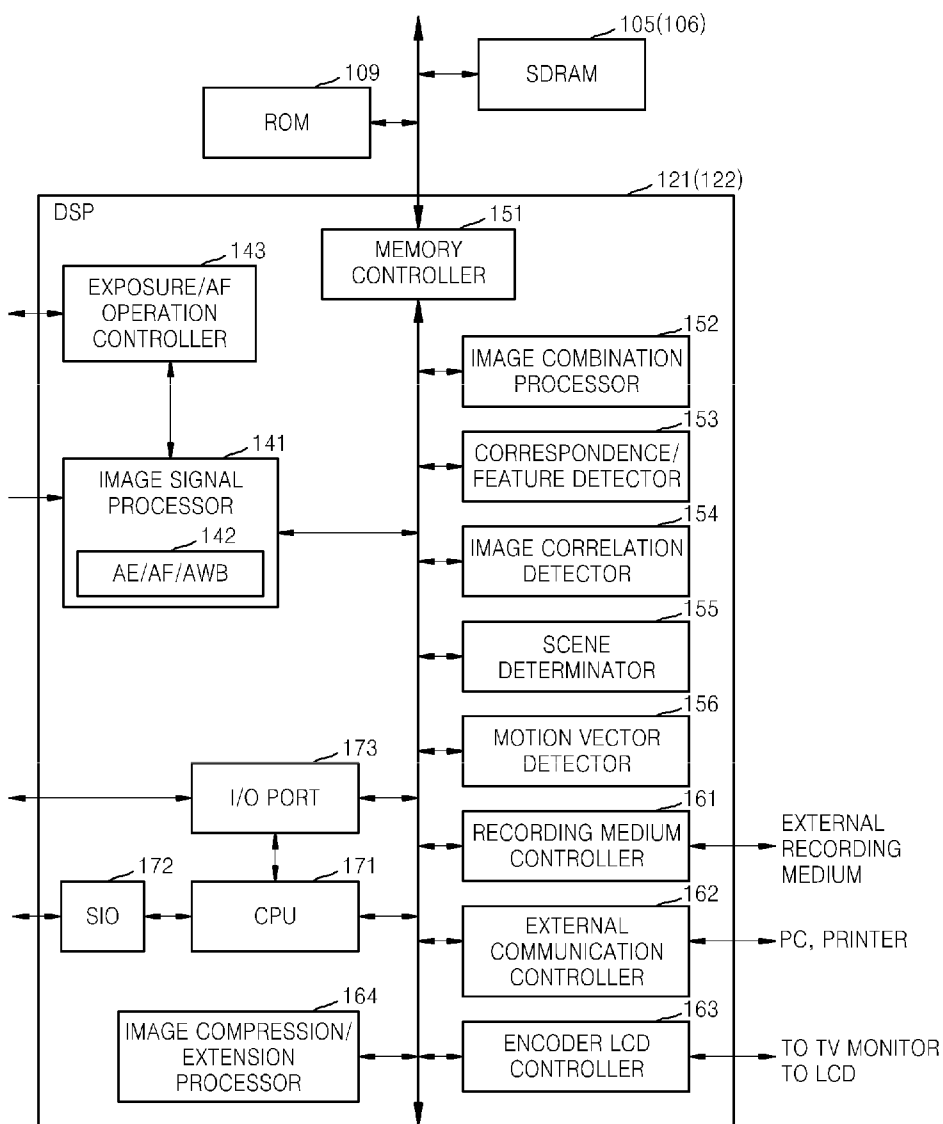 105(106)
SDRAM
109
ROM
121(122)
DSP
151
MEMORY
CONTROLLER
143
EXPOSURE/AF
OPERATION
CONTROLLER
152
IMAGE COMBINATION
PROCESSOR
153
CORRESPONDENCE/
FEATURE DETECTOR
141
IMAGE SIGNAL
PROCESSOR
142
AE/AF/AWB
154
IMAGE CORRELATION
DETECTOR
155
SCENE
DETERMINATOR
156
MOTION VECTOR
DETECTOR
173
I/O PORT
161
RECORDING MEDIUM
CONTROLLER
EXTERNAL
RECORDING
MEDIUM
172
SIO
171
CPU
162
EXTERNAL
COMMUNICATION
CONTROLLER
PC, PRINTER
164
IMAGE COMPRESSION/
EXTENSION
PROCESSOR
163
ENCODER LCD
CONTROLLER
TO TV MONITOR
TO LCD